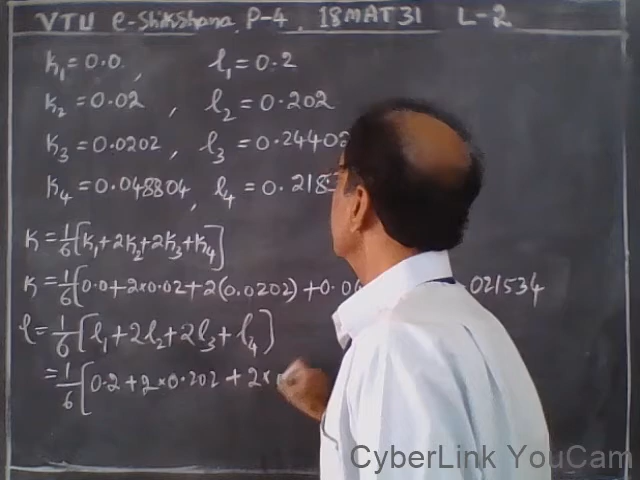 VTU e-Shikshana, P-4, 18MAT31 L-2
k₁ = 0.0, l₁ = 0.2
k₂ = 0.02, l₂ = 0.202
k₃ = 0.0202, l₃ = 0.24402
k₄ = 0.048804, l₄ = 0.218
k = 1/6 [k₁ + 2k₂ + 2k₃ + k₄]
k = 1/6 [0.0 + 2×0.02 + 2(0.0202) + 0.0 .021534
l = 1/6 [l₁ + 2l₂ + 2l₃ + l₄]
= 1/6 [0.2 + 2×0.202 + 2×
CyberLink YouCam